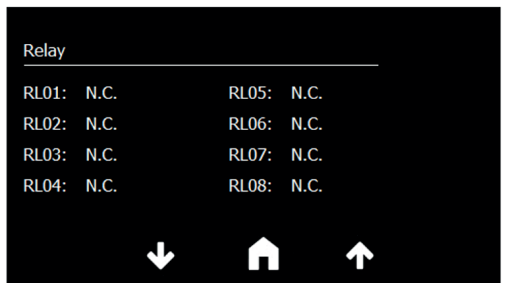 Relay
RL01: N.C. RL05: N.C.
RL02: N.C. RL06: N.C.
RL03: N.C. RL07: N.C.
RL04: N.C. RL08: N.C.